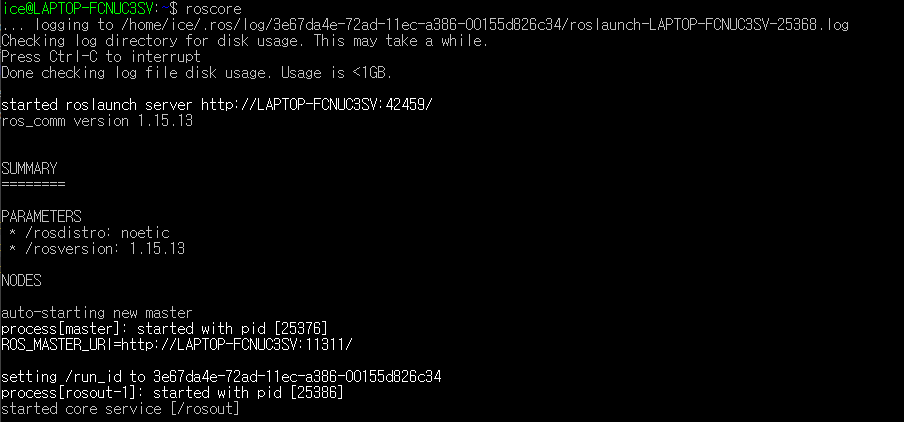 ice@LAPTOP-FCNUC3SV:~$ roscore
... logging to /home/ice/.ros/log/3e67da4e-72ad-11ec-a386-00155d826c34/roslaunch-LAPTOP-FCNUC3SV-25368.log
Checking log directory for disk usage. This may take a while.
Press Ctrl-C to interrupt
Done checking log file disk usage. Usage is <1GB.
started roslaunch server http://LAPTOP-FCNUC3SV:42459/
ros_comm version 1.15.13
SUMMARY
========
PARAMETERS
* /rosdistro: noetic
* /rosversion: 1.15.13
NODES
auto-starting new master
process[master]: started with pid [25376]
ROS_MASTER_URI=http://LAPTOP-FCNUC3SV:11311/
setting /run_id to 3e67da4e-72ad-11ec-a386-00155d826c34
process[rosout-1]: started with pid [25386]
started core service [/rosout]